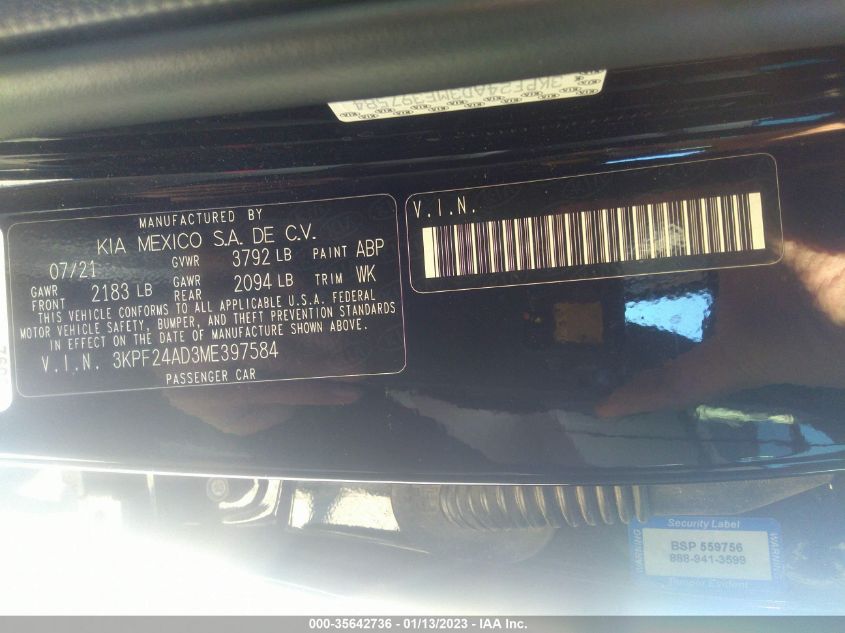 3KPF24AD3ME397584
MANUFACTURED BY
KIA MEXICO S.A. DE C.V.
07/21 GVWR 3792 LB PAINT ABP
GAWR FRONT 2183 LB GAWR REAR 2094 LB TRIM WK
THIS VEHICLE CONFORMS TO ALL APPLICABLE U.S.A. FEDERAL
MOTOR VEHICLE SAFETY, BUMPER, AND THEFT PREVENTION STANDARDS
IN EFFECT ON THE DATE OF MANUFACTURE SHOWN ABOVE.
V.I.N. 3KPF24AD3ME397584
PASSENGER CAR
V.I.N.
Security Label
WARNING
BSP 559756
888-941-3599
WARNING
000-35642736 - 01/13/2023 - IAA Inc.